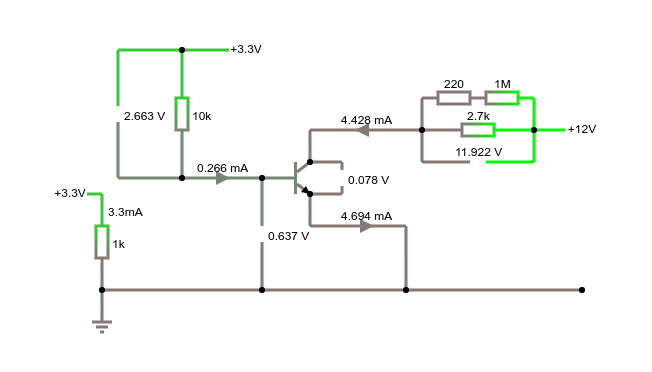 +3.3V
220
1M
2.663 V
10k
4.428 mA
2.7k
+12V
11.922 V
0.266 mA
0.078 V
+3.3V
3.3mA
4.694 mA
1k
0.637 V